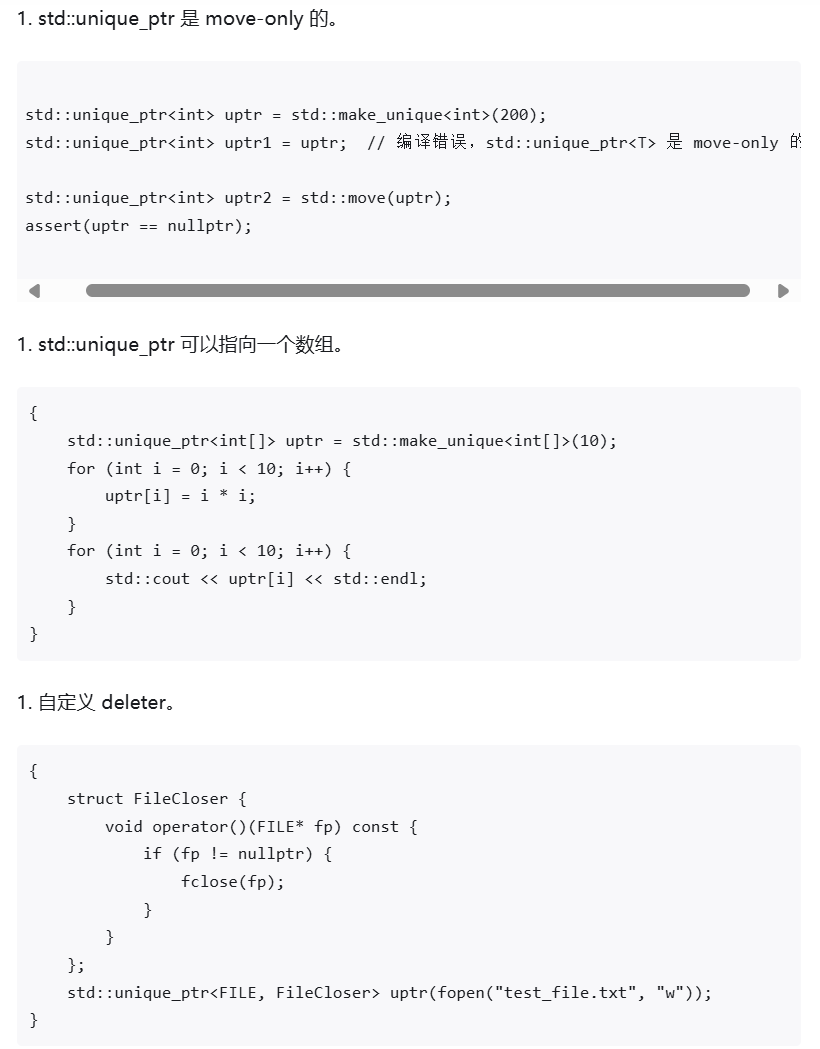 1. std::unique_ptr 是 move-only 的。
std::unique_ptr<int> uptr = std::make_unique<int>(200);
std::unique_ptr<int> uptr1 = uptr;  // 编译错误，std::unique_ptr<T> 是 move-only 的
std::unique_ptr<int> uptr2 = std::move(uptr);
assert(uptr == nullptr);
1. std::unique_ptr 可以指向一个数组。
{
    std::unique_ptr<int[]> uptr = std::make_unique<int[]>(10);
    for (int i = 0; i < 10; i++) {
        uptr[i] = i * i;
    }
    for (int i = 0; i < 10; i++) {
        std::cout << uptr[i] << std::endl;
    }
}
1. 自定义 deleter。
{
    struct FileCloser {
        void operator()(FILE* fp) const {
            if (fp != nullptr) {
                fclose(fp);
            }
        }
    };
    std::unique_ptr<FILE, FileCloser> uptr(fopen("test_file.txt", "w"));
}